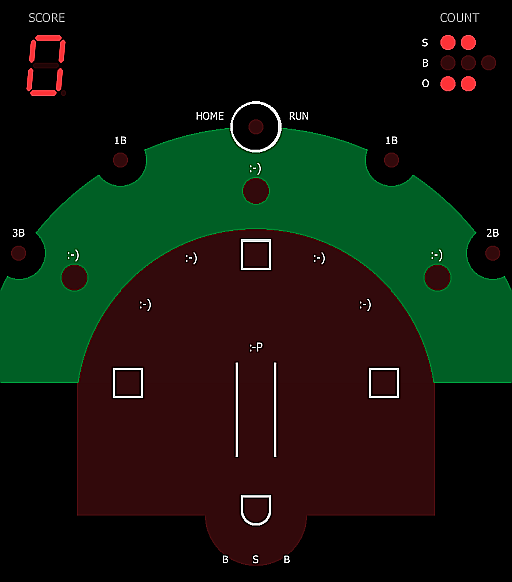 SCORE COUNT
0 S
B
O
HOME RUN
1B 1B
:-)
3B 2B
:-) :-)
:-) :-)
:-) :-)
:-P
B S B